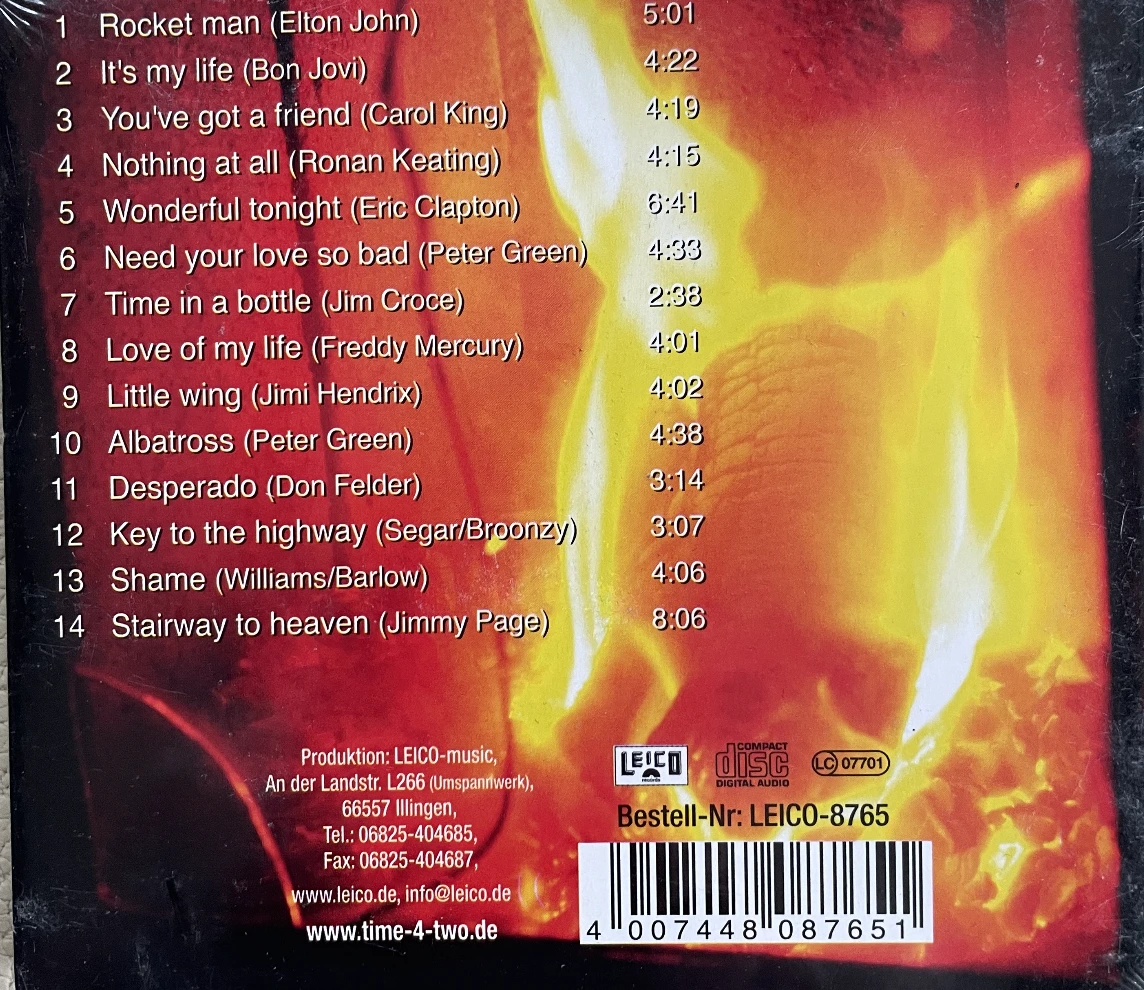 1 Rocket man (Elton John) 5:01
2 It's my life (Bon Jovi) 4:22
3 You've got a friend (Carol King) 4:19
4 Nothing at all (Ronan Keating) 4:15
5 Wonderful tonight (Eric Clapton) 6:41
6 Need your love so bad (Peter Green) 4:33
7 Time in a bottle (Jim Croce) 2:38
8 Love of my life (Freddy Mercury) 4:01
9 Little wing (Jimi Hendrix) 4:02
10 Albatross (Peter Green) 4:38
11 Desperado (Don Felder) 3:14
12 Key to the highway (Segar/Broonzy) 3:07
13 Shame (Williams/Barlow) 4:06
14 Stairway to heaven (Jimmy Page) 8:06
Produktion: LEICO-music,
An der Landstr. L266 (Umspannwerk),
66557 Illingen,
Tel.: 06825-404685,
Fax: 06825-404687,
www.leico.de, info@leico.de
www.time-4-two.de
LEICO
records
COMPACT
disc
DIGITAL AUDIO
LC 07701
Bestell-Nr: LEICO-8765
4 007448 087651